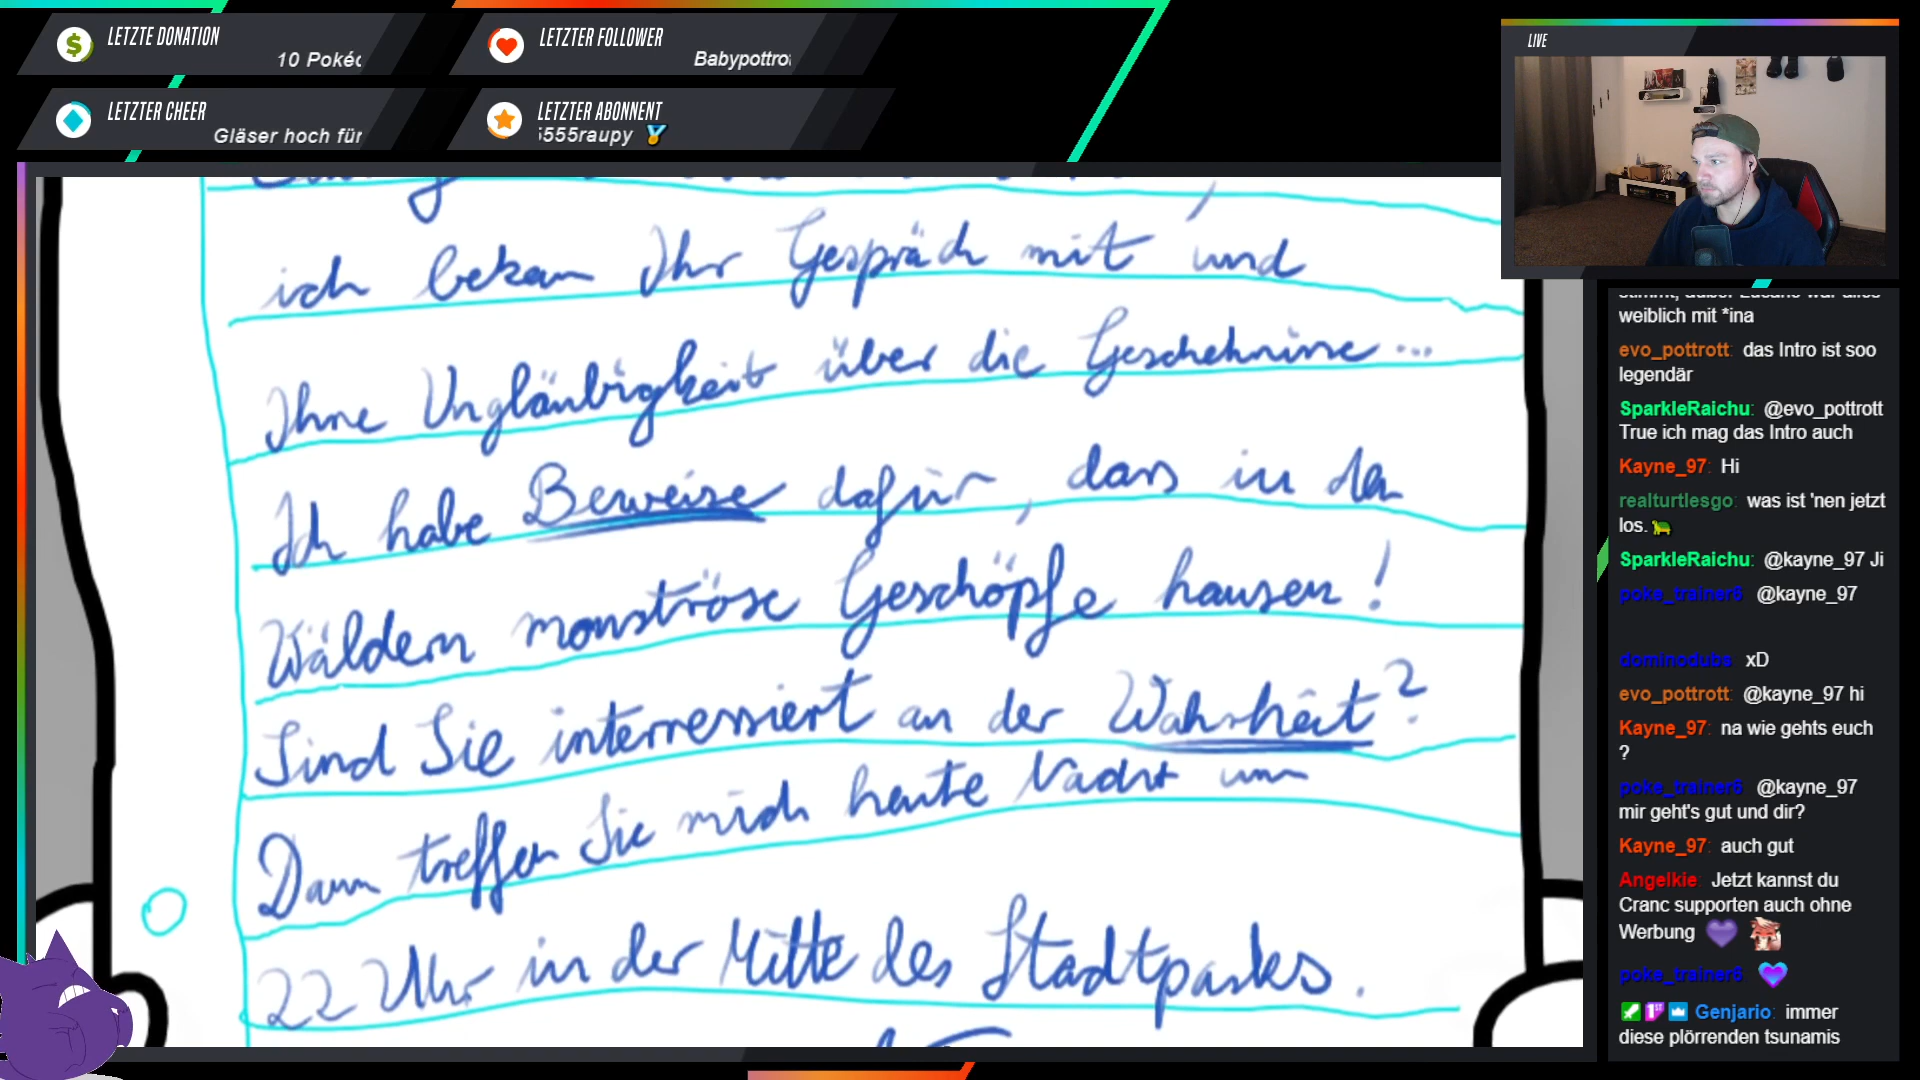 LETZTE DONATION
10 Pokéd
LETZTER FOLLOWER
Babypottrot
LETZTER CHEER
Gläser hoch für
LETZTER ABONNENT
5555raupy
LIVE
ich bekam Ihr Gespräch mit und
Ihre Ungläubigkeit über die Geschehnisse...
Ich habe Beweise dafür, dass in den
Wäldern monströse Geschöpfe hausen!
Sind Sie interressiert an der Wahrheit?
Dann treffen Sie mich heute Nacht um
22 Uhr in der Mitte des Stadtparks.
weiblich mit *ina
evo_pottrott: das Intro ist soo
legendär
SparkleRaichu: @evo_pottrott
True ich mag das Intro auch
Kayne_97: Hi
realturtlesgo: was ist 'nen jetzt
los.
SparkleRaichu: @kayne_97 Ji
poke_trainer6: @kayne_97
dominodubs: xD
evo_pottrott: @kayne_97 hi
Kayne_97: na wie gehts euch
?
poke_trainer6: @kayne_97
mir geht's gut und dir?
Kayne_97: auch gut
Angelkie: Jetzt kannst du
Cranc supporten auch ohne
Werbung
poke_trainer6:
Genjario: immer
diese plörrenden tsunamis